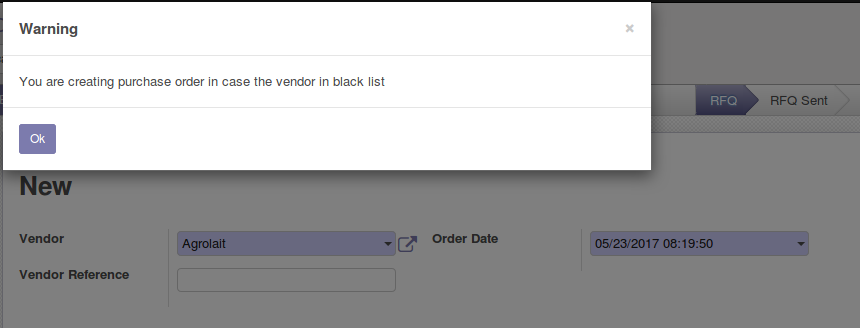 Warning
×
You are creating purchase order in case the vendor in black list
Ok
RFQ
RFQ Sent
New
Vendor
Agrolait
Order Date
05/23/2017 08:19:50
Vendor Reference